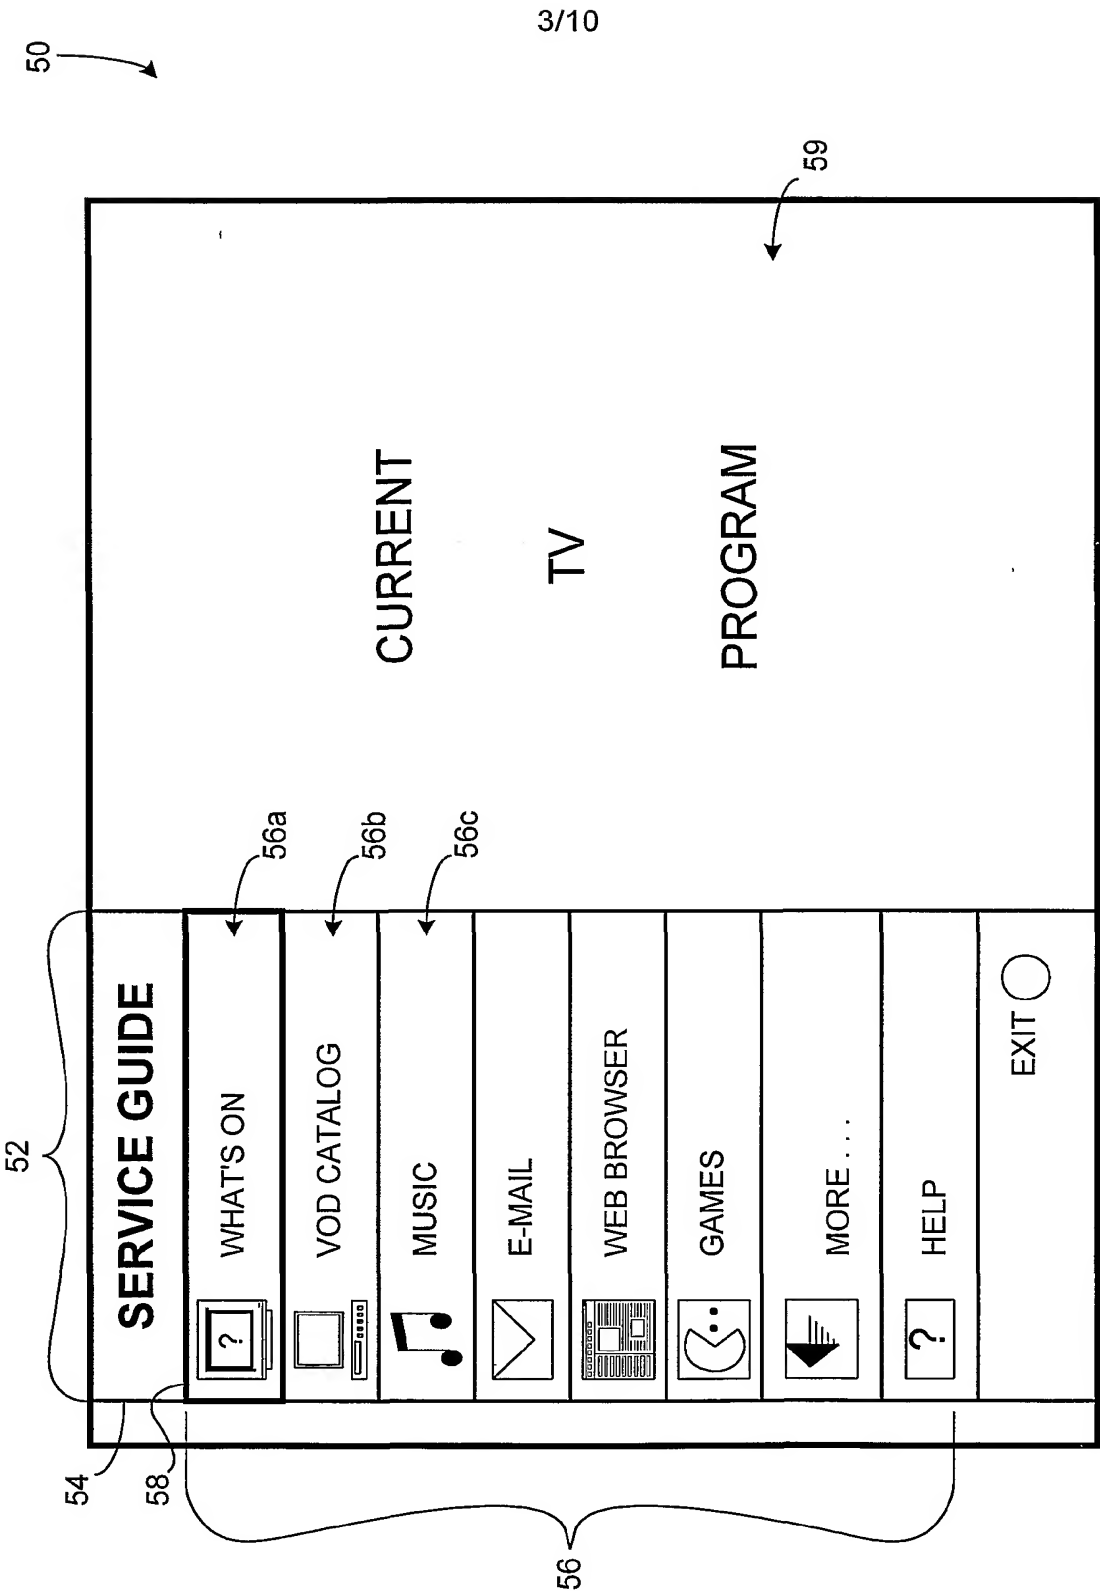 3/10
50
52
54
SERVICE GUIDE
58
?
WHAT'S ON
56a
VOD CATALOG
56b
MUSIC
56c
E-MAIL
WEB BROWSER
GAMES
MORE . . . .
?
HELP
EXIT
56
CURRENT
TV
PROGRAM
59